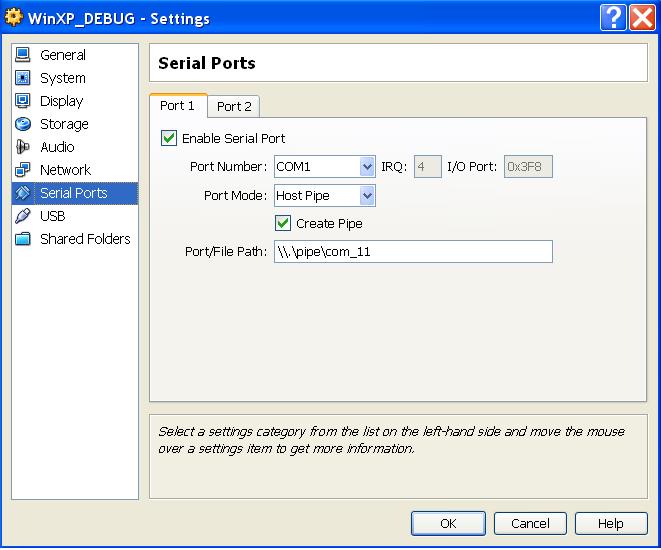 WinXP_DEBUG - Settings
General
System
Display
Storage
Audio
Network
Serial Ports
USB
Shared Folders
Serial Ports
Port 1 Port 2
Enable Serial Port
Port Number: COM1 IRQ: 4 I/O Port: 0x3F8
Port Mode: Host Pipe
Create Pipe
Port/File Path: \\.\pipe\com_11
Select a settings category from the list on the left-hand side and move the mouse
over a settings item to get more information.
OK Cancel Help